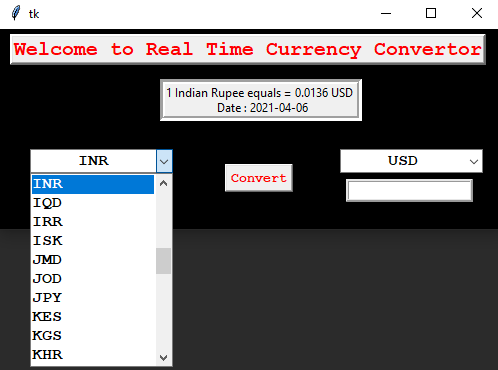 tk
Welcome to Real Time Currency Convertor
1 Indian Rupee equals = 0.0136 USD
Date : 2021-04-06
INR
Convert
USD
INR
IQD
IRR
ISK
JMD
JOD
JPY
KES
KGS
KHR